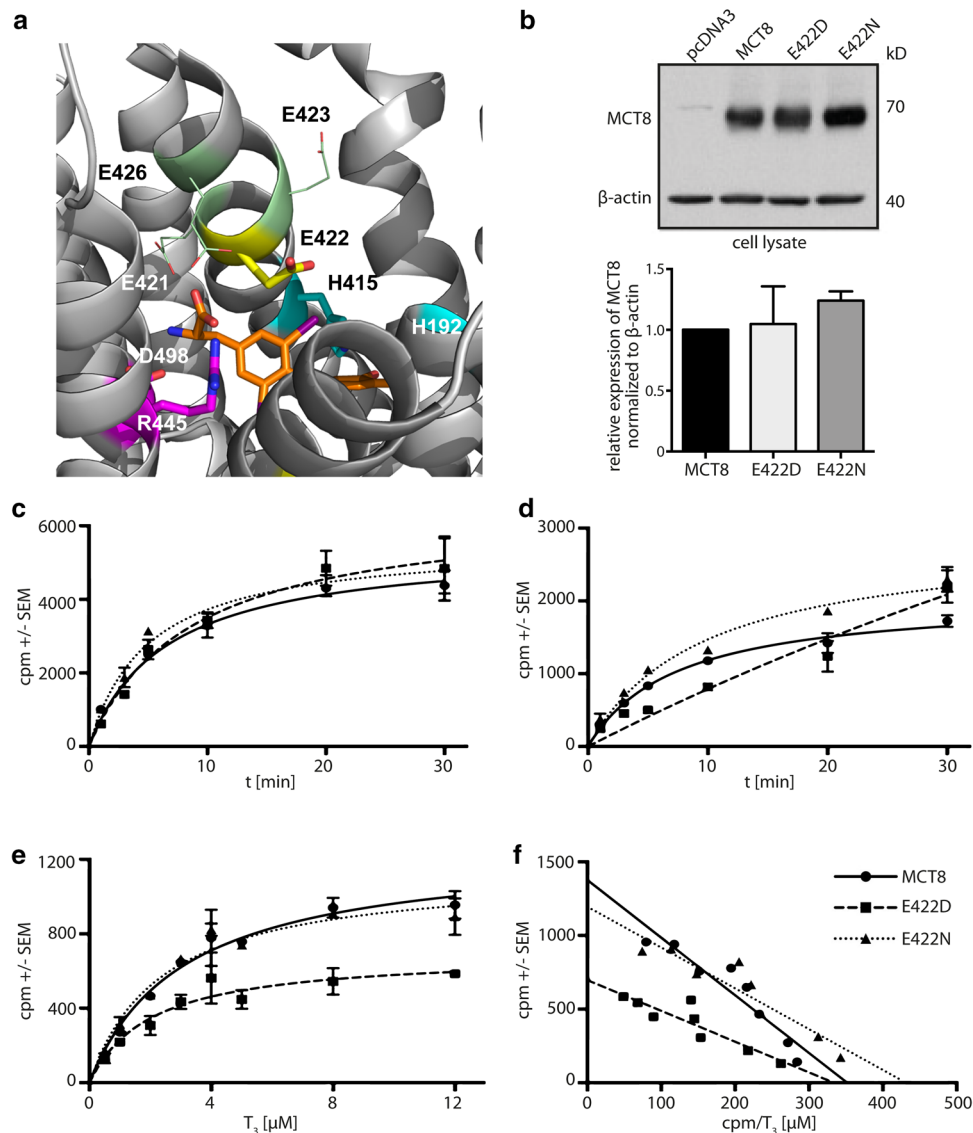 a
E423
E426
E422
E421
H415
H192
D498
R445
b
pcDNA3
MCT8
E422D
E422N
kD
MCT8
70
β-actin
40
cell lysate
relative expression of MCT8
normalized to β-actin
1.5
1.0
0.5
0
MCT8
E422D
E422N
c
cpm +/- SEM
6000
4000
2000
0
0
10
20
30
t [min]
d
cpm +/- SEM
3000
2000
1000
0
0
10
20
30
t [min]
e
cpm +/- SEM
1200
800
400
0
0
4
8
12
T3 [µM]
f
cpm +/- SEM
1500
1000
500
0
0
100
200
300
400
500
cpm/T3 [µM]
MCT8
E422D
E422N